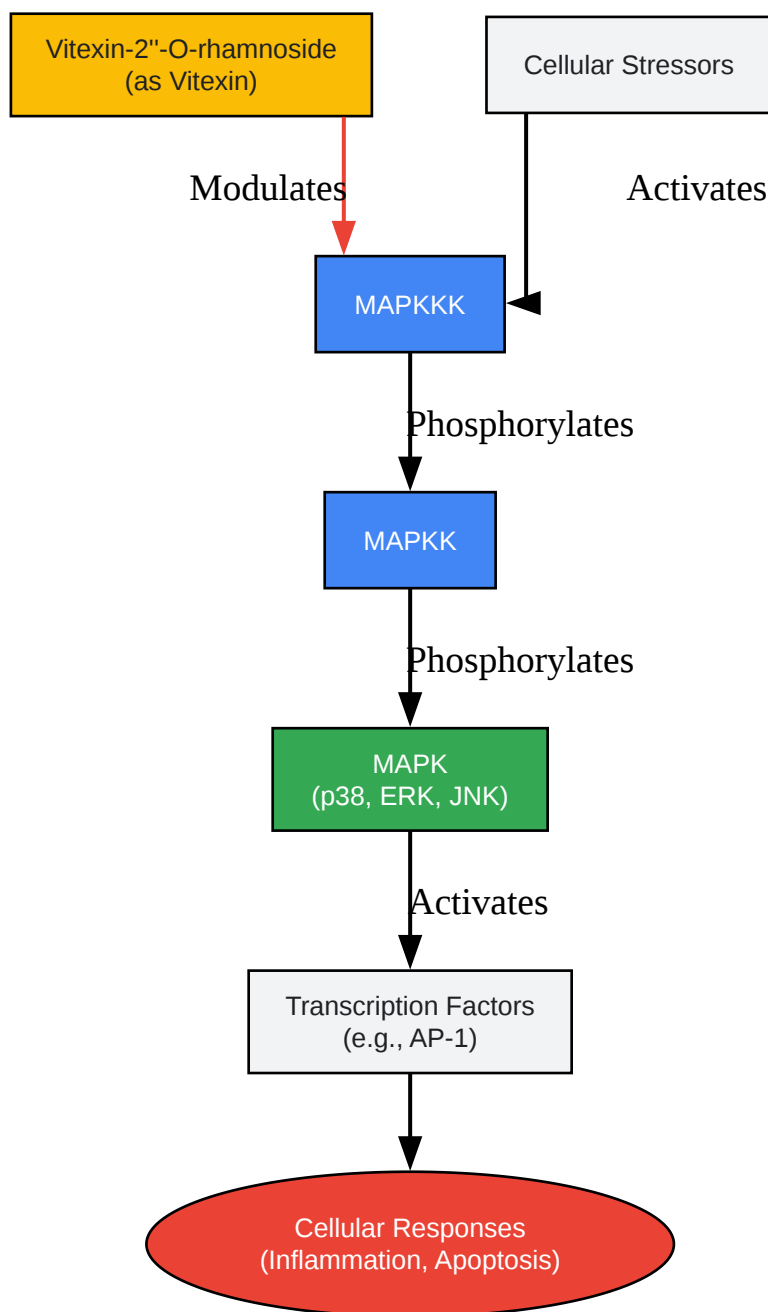 Vitexin-2''-O-rhamnoside
(as Vitexin)
Cellular Stressors
Modulates
Activates
MAPKKK
Phosphorylates
MAPKK
Phosphorylates
MAPK
(p38, ERK, JNK)
Activates
Transcription Factors
(e.g., AP-1)
Cellular Responses
(Inflammation, Apoptosis)